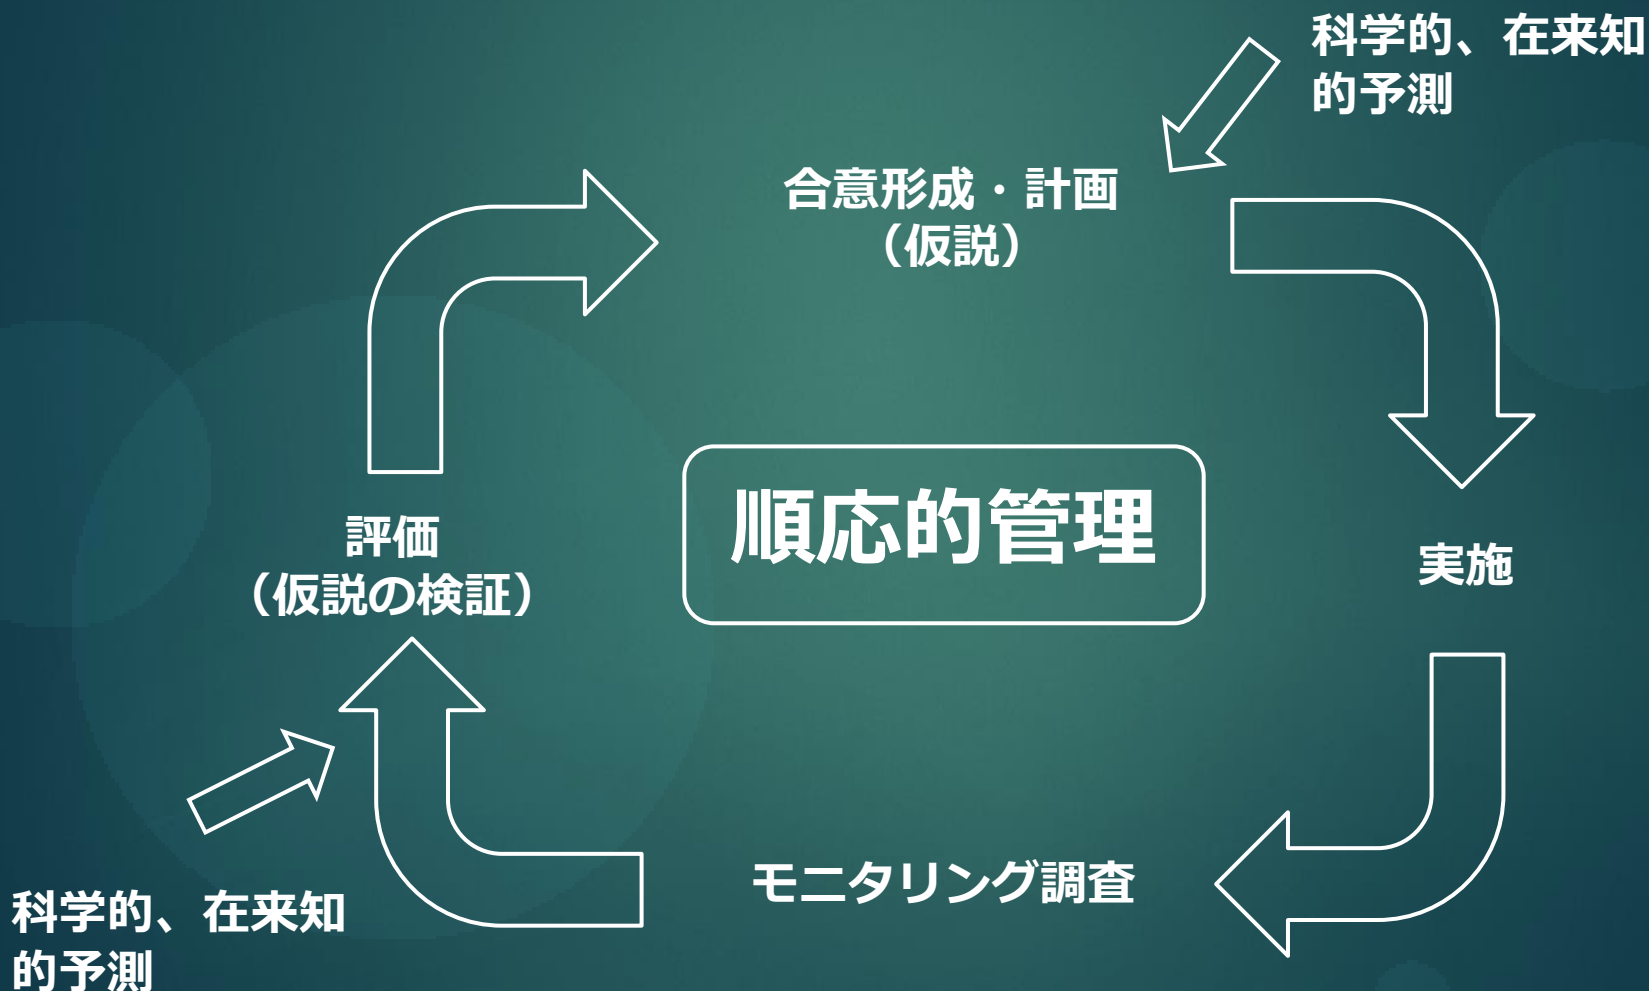 科学的、在来知
的予測
合意形成・計画
（仮説）
順応的管理
評価
（仮説の検証）
実施
モニタリング調査
科学的、在来知
的予測